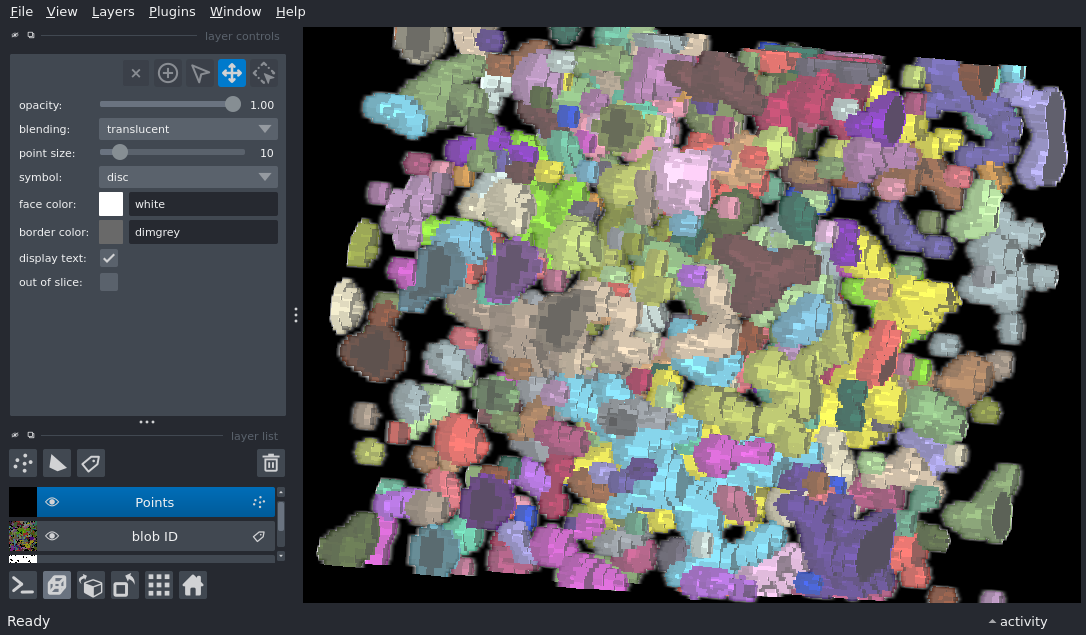 File View Layers Plugins Window Help
layer controls
opacity: 1.00
blending: translucent
point size: 10
symbol: disc
face color: white
border color: dimgrey
display text:
out of slice:
layer list
Points
blob ID
Ready
activity